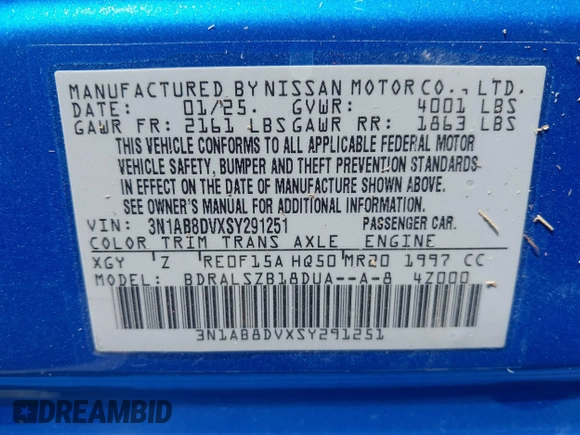 MANUFACTURED BY NISSAN MOTOR CO., LTD.
DATE: 01/25. GVWR: 4001 LBS
GAWR FR: 2161 LBS GAWR RR: 1863 LBS
THIS VEHICLE CONFORMS TO ALL APPLICABLE FEDERAL MOTOR
VEHICLE SAFETY, BUMPER AND THEFT PREVENTION STANDARDS
IN EFFECT ON THE DATE OF MANUFACTURE SHOWN ABOVE.
SEE OWNER'S MANUAL FOR ADDITIONAL INFORMATION.
VIN: 3N1AB8DVXSY291251 PASSENGER CAR.
COLOR TRIM TRANS AXLE ENGINE
XGY Z RE0F15A HQ50 MR20 1997 CC
MODEL: BDRALSZB18DUA--A-8 4Z000
3N1AB8DVXSY291251
DREAMBID